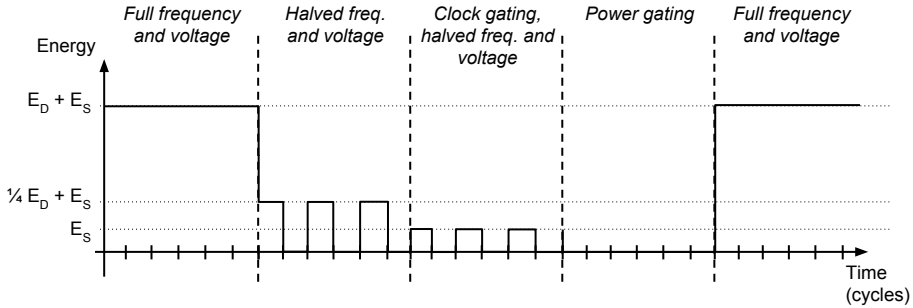 Full frequency
and voltage
Halved freq.
and voltage
Clock gating,
halved freq. and
voltage
Power gating
Full frequency
and voltage
Energy
E_D + E_S
¼ E_D + E_S
E_S
Time
(cycles)